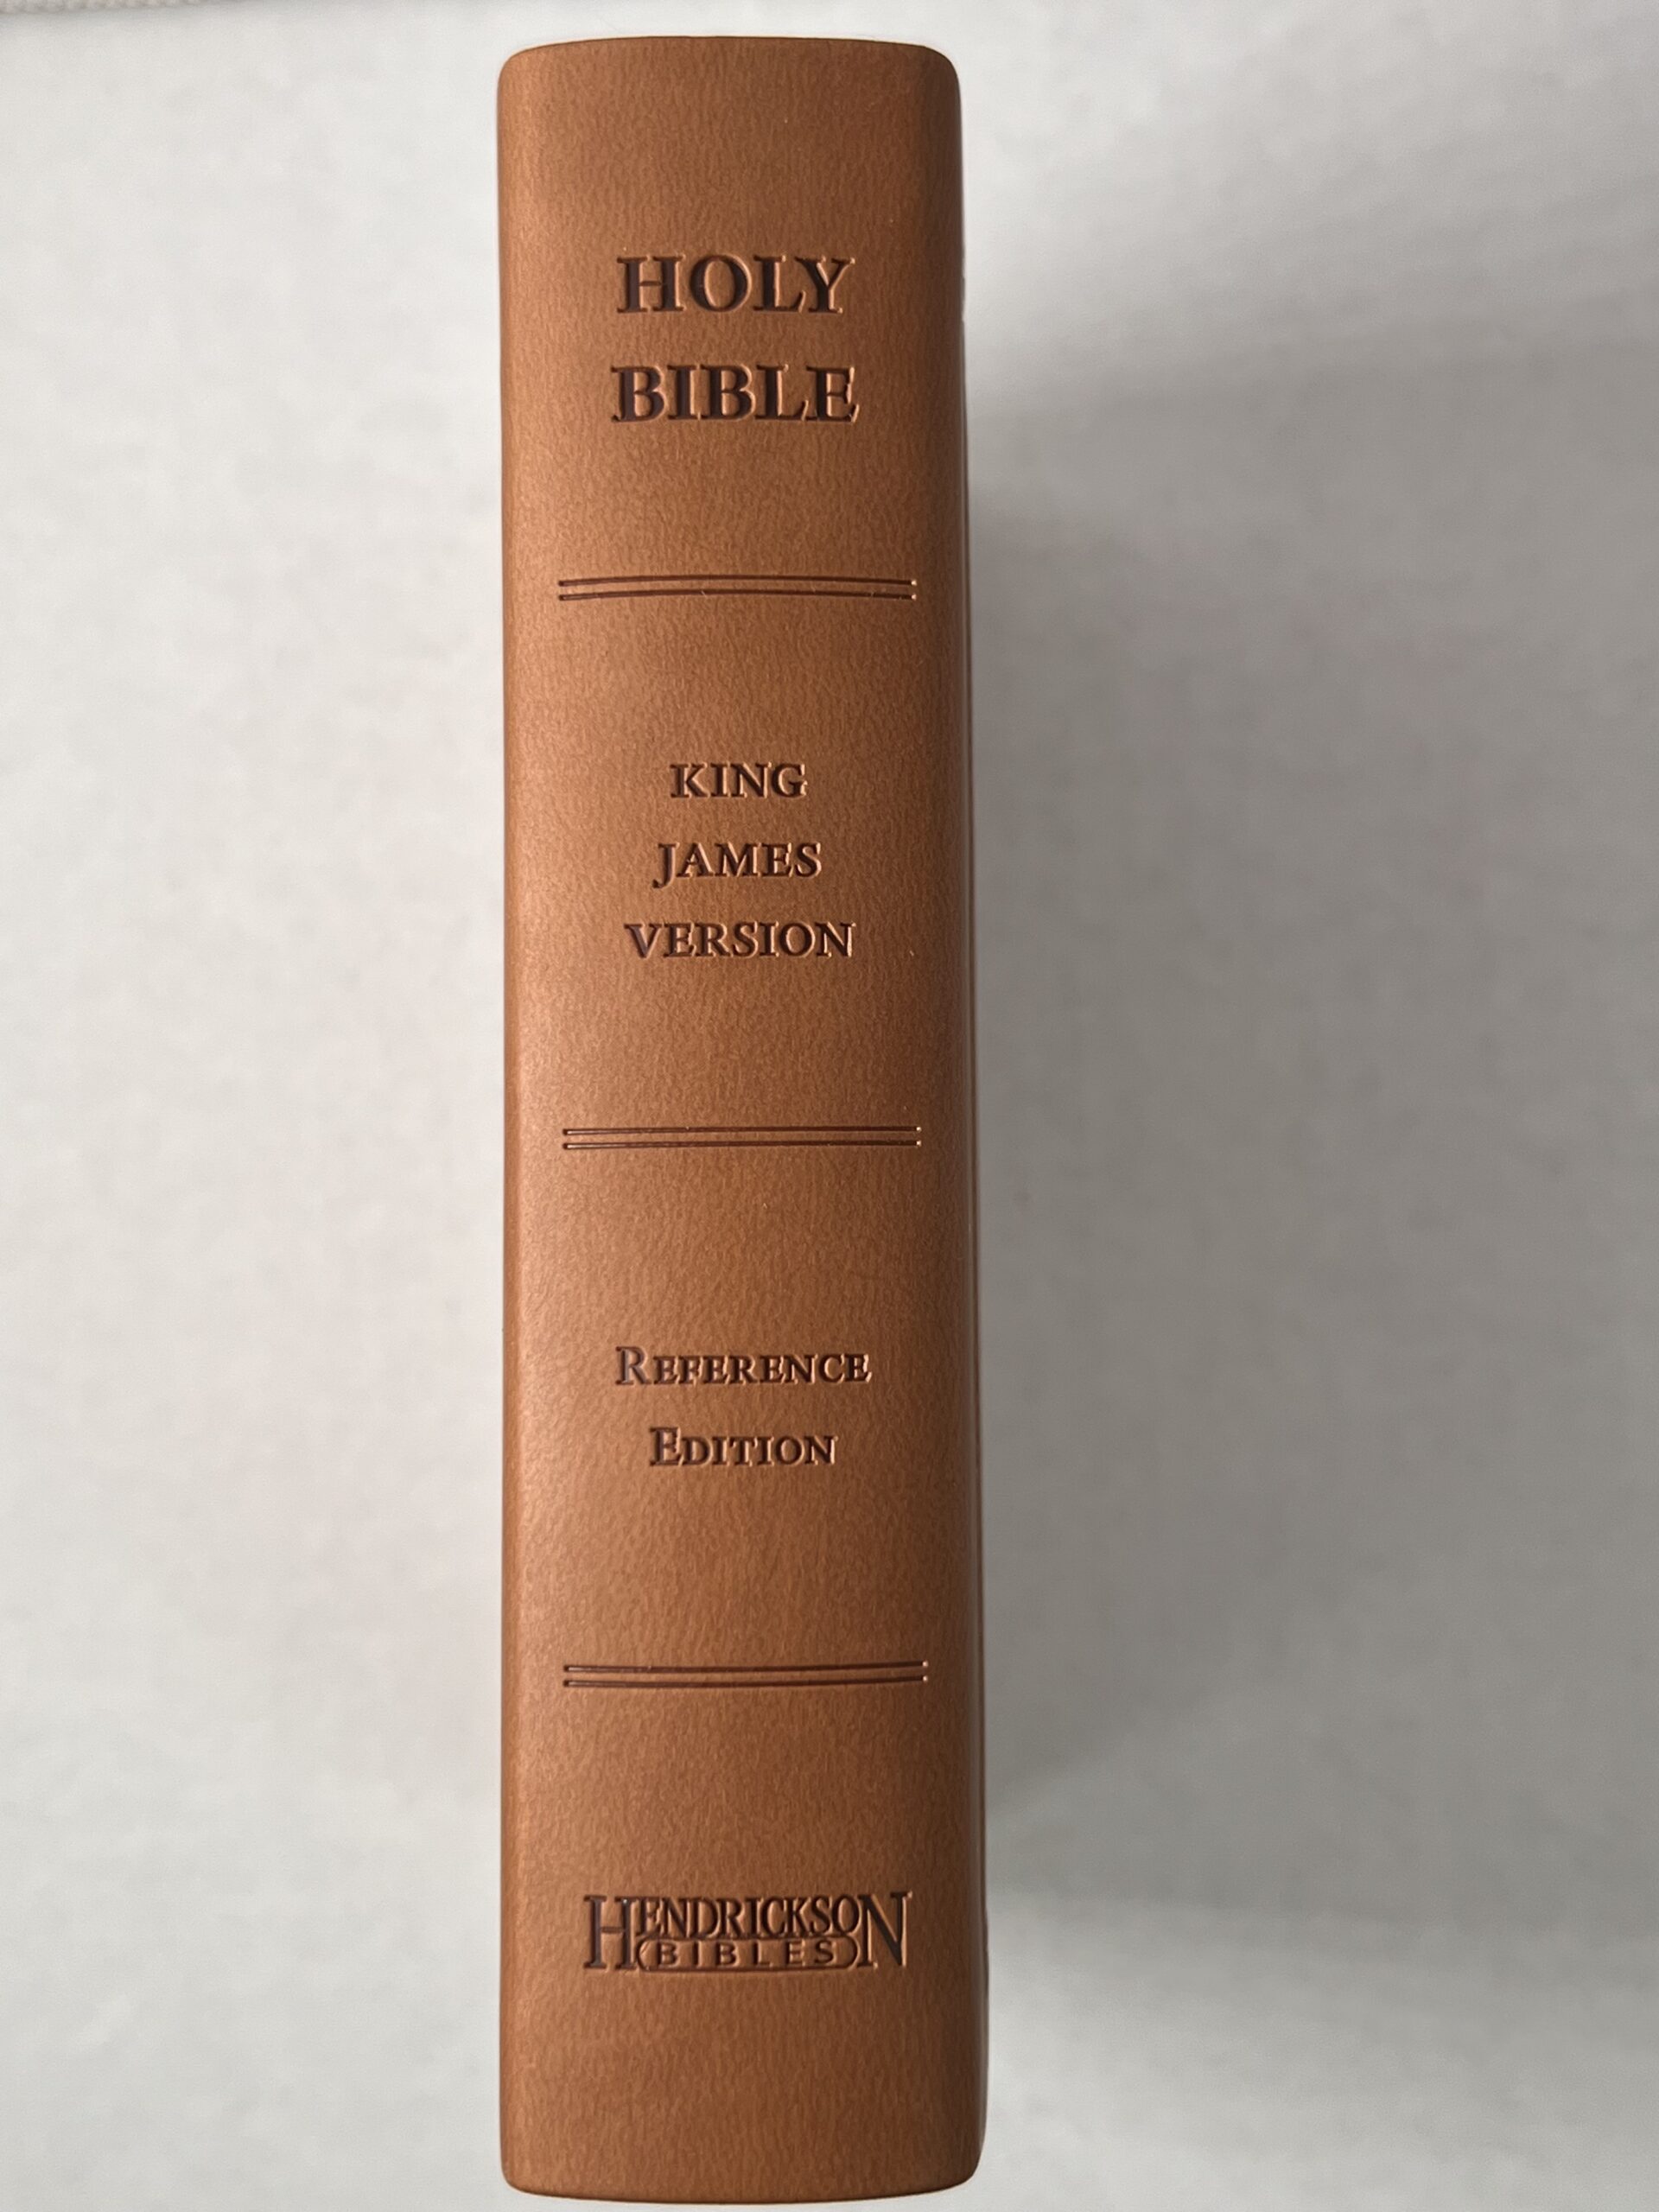 HOLY
BIBLE
KING
JAMES
VERSION
REFERENCE
EDITION
HENDRICKSON
BIBLES